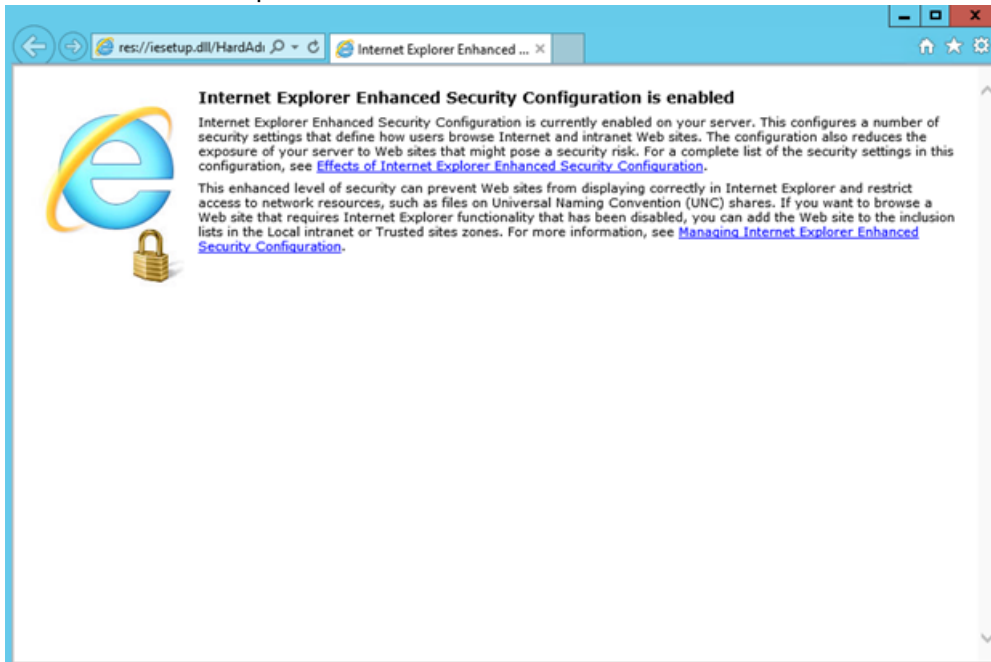 res://iesetup.dll/HardAdı
Internet Explorer Enhanced ...
Internet Explorer Enhanced Security Configuration is enabled
Internet Explorer Enhanced Security Configuration is currently enabled on your server. This configures a number of
security settings that define how users browse Internet and intranet Web sites. The configuration also reduces the
exposure of your server to Web sites that might pose a security risk. For a complete list of the security settings in this
configuration, see Effects of Internet Explorer Enhanced Security Configuration.
This enhanced level of security can prevent Web sites from displaying correctly in Internet Explorer and restrict
access to network resources, such as files on Universal Naming Convention (UNC) shares. If you want to browse a
Web site that requires Internet Explorer functionality that has been disabled, you can add the Web site to the inclusion
lists in the Local intranet or Trusted sites zones. For more information, see Managing Internet Explorer Enhanced
Security Configuration.